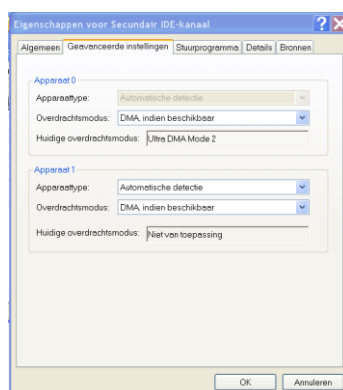 Eigenschappen voor Secundair IDE-kanaal
Algemeen Geavanceerde instellingen Stuurprogramma Details Bronnen
Apparaat 0
Apparaattype: Automatische detectie
Overdrachtsmodus: DMA, indien beschikbaar
Huidige overdrachtsmodus: Ultra DMA Mode 2
Apparaat 1
Apparaattype: Automatische detectie
Overdrachtsmodus: DMA, indien beschikbaar
Huidige overdrachtsmodus: Niet van toepassing
OK Annuleren